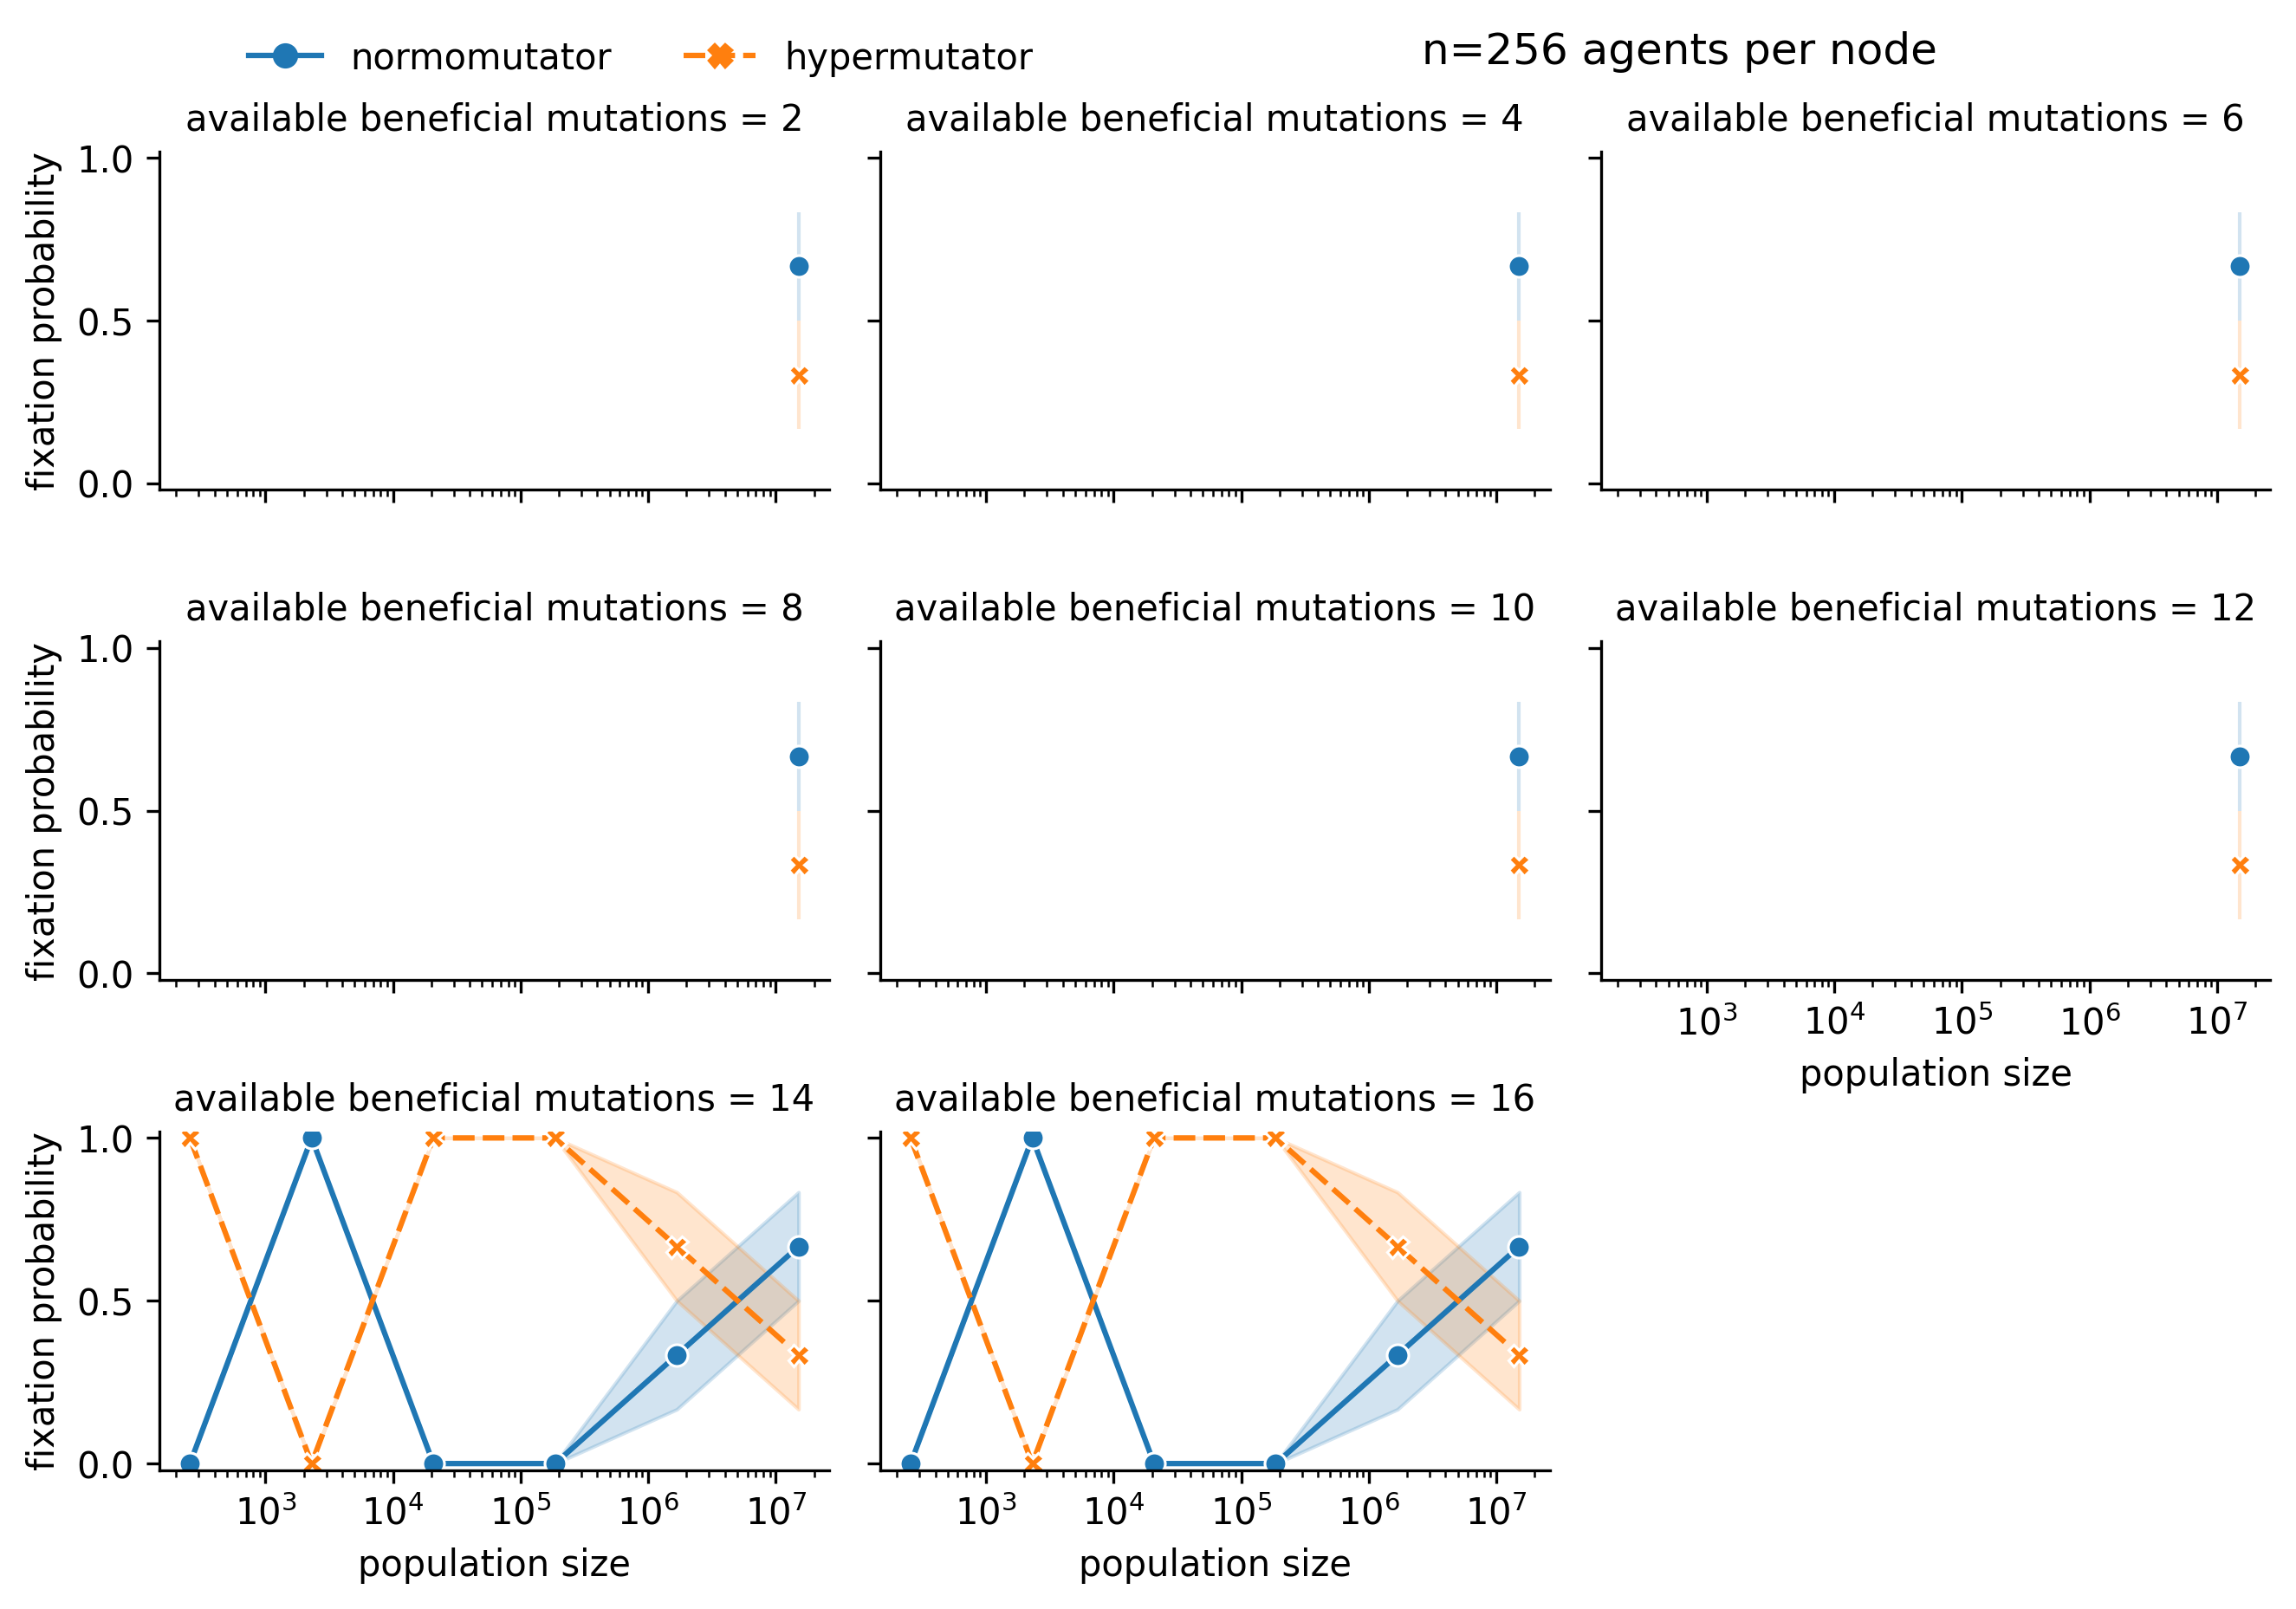 normomutator hypermutator n=256 agents per node
available beneficial mutations = 2 available beneficial mutations = 4 available beneficial mutations = 6
fixation probability
1.0
0.5
0.0
available beneficial mutations = 8 available beneficial mutations = 10 available beneficial mutations = 12
fixation probability
1.0
0.5
0.0
10³ 10⁴ 10⁵ 10⁶ 10⁷
population size
available beneficial mutations = 14 available beneficial mutations = 16
fixation probability
1.0
0.5
0.0
10³ 10⁴ 10⁵ 10⁶ 10⁷ 10³ 10⁴ 10⁵ 10⁶ 10⁷
population size population size